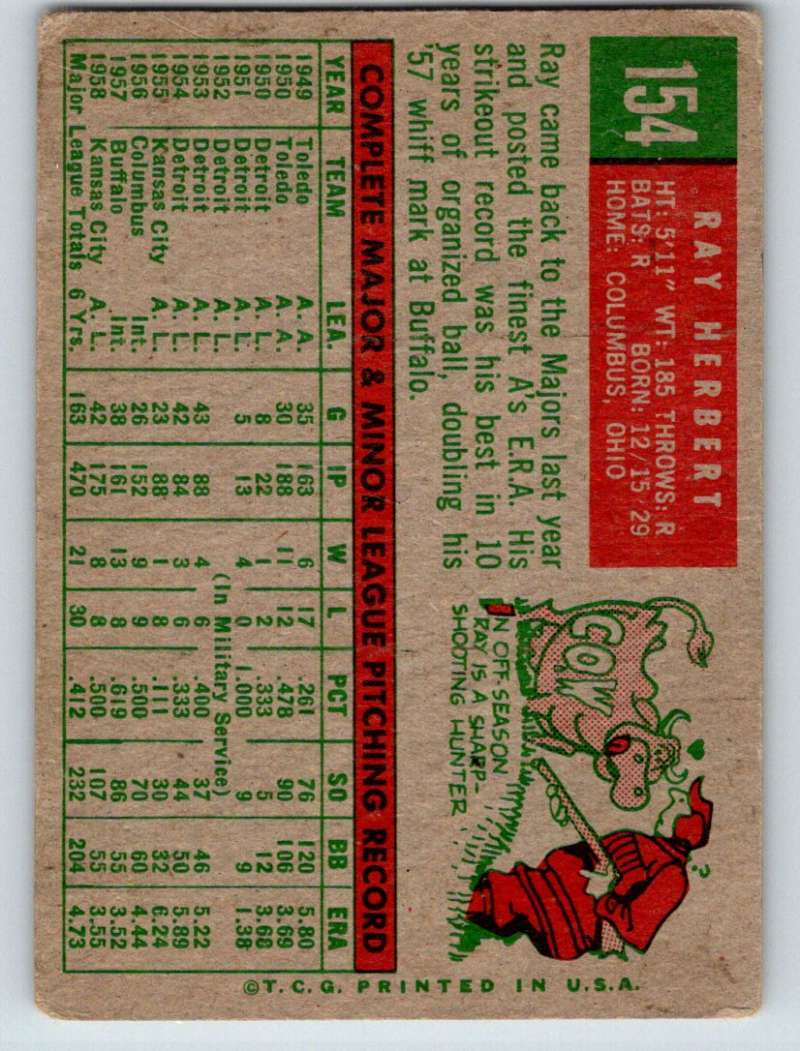 154
RAY HERBERT
HT: 5'11" WT: 185 THROWS: R
BATS: R BORN: 12/15/29
HOME: COLUMBUS, OHIO
Ray came back to the Majors last year
and posted the finest A's E.R.A. His
strikeout record was his best in 10
years of organized ball, doubling his
'57 whiff mark at Buffalo.
COW
IN OFF-SEASON
RAY IS A SHARP-
SHOOTING HUNTER
?
COMPLETE MAJOR & MINOR LEAGUE PITCHING RECORD
YEAR TEAM LEA. G IP W L PCT SO BB ERA
1949 Toledo A. A. 35 163 6 17 .261 76 120 5.80
1950 Toledo A. A. 30 188 11 12 .478 90 106 3.69
1950 Detroit A. L. 8 22 1 2 .333 5 12 3.68
1951 Detroit A. L. 5 13 4 0 1.000 9 9 1.38
1952 (In Military Service)
1953 Detroit A. L. 43 88 4 6 .400 37 46 5.22
1954 Detroit A. L. 42 84 3 6 .333 44 50 5.89
1955 Kansas City A. L. 23 88 1 8 .111 30 32 6.24
1956 Columbus Int. 26 152 9 9 .500 70 60 4.44
1957 Buffalo Int. 38 161 13 8 .619 86 55 3.52
1958 Kansas City A. L. 42 175 8 8 .500 107 55 3.55
Major League Totals 6 Yrs. 163 470 21 30 .412 232 204 4.73
©T.C.G. PRINTED IN U.S.A.